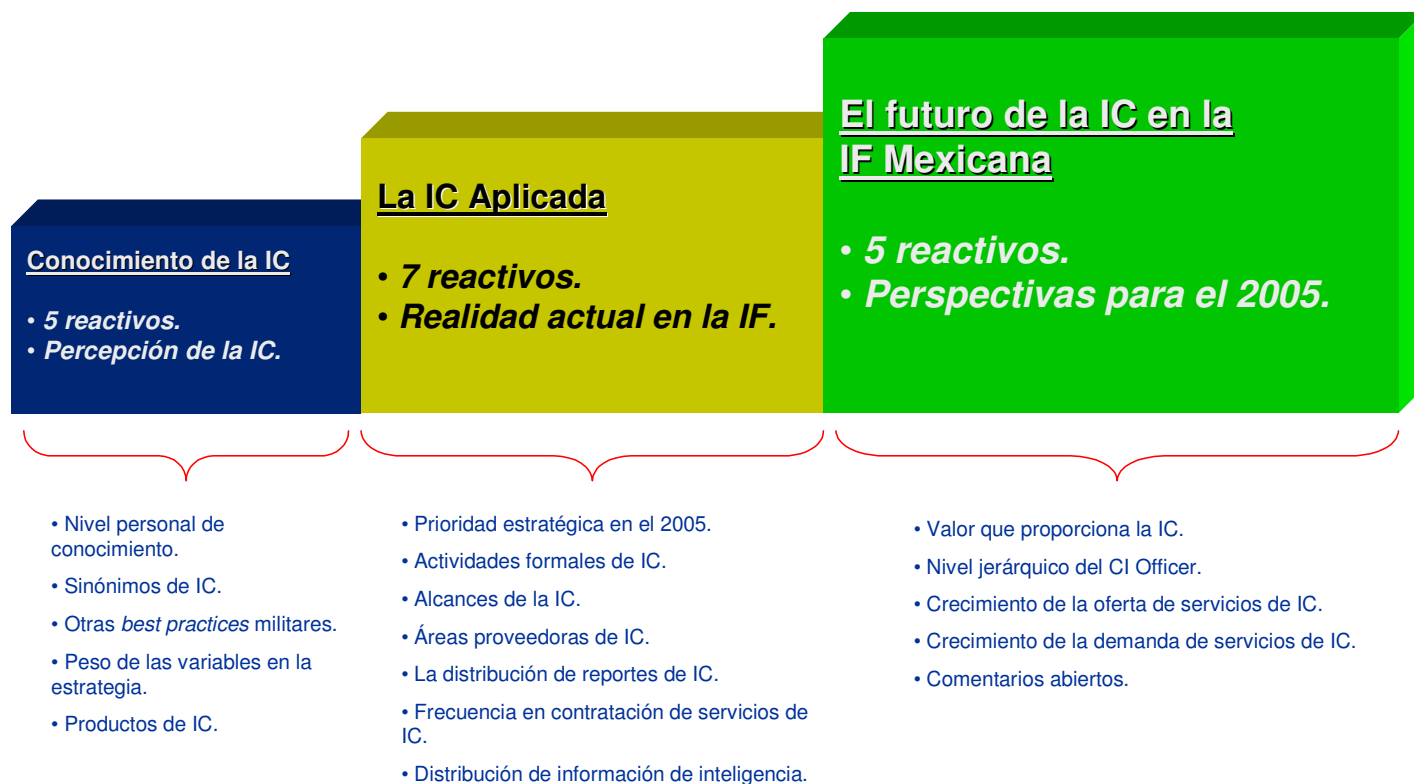 Conocimiento de la IC
• 5 reactivos.
• Percepción de la IC.
La IC Aplicada
• 7 reactivos.
• Realidad actual en la IF.
El futuro de la IC en la
IF Mexicana
• 5 reactivos.
• Perspectivas para el 2005.
• Nivel personal de
conocimiento.
• Sinónimos de IC.
• Otras best practices militares.
• Peso de las variables en la
estrategia.
• Productos de IC.
• Prioridad estratégica en el 2005.
• Actividades formales de IC.
• Alcances de la IC.
• Áreas proveedoras de IC.
• La distribución de reportes de IC.
• Frecuencia en contratación de servicios de
IC.
• Distribución de información de inteligencia.
• Valor que proporciona la IC.
• Nivel jerárquico del CI Officer.
• Crecimiento de la oferta de servicios de IC.
• Crecimiento de la demanda de servicios de IC.
• Comentarios abiertos.